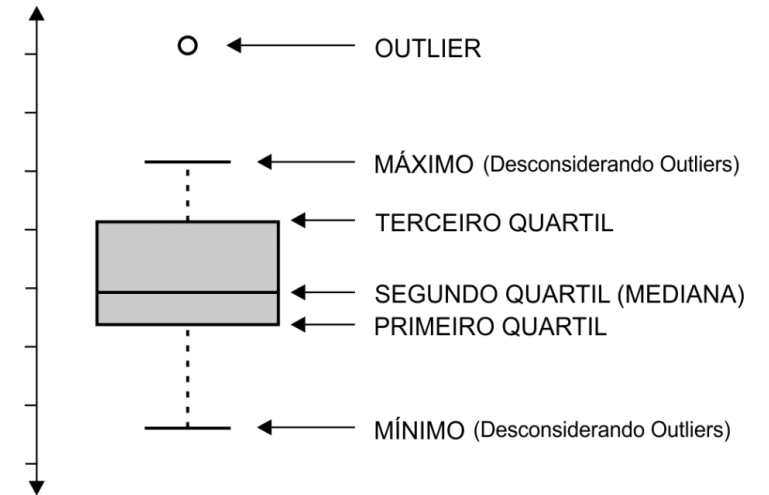 OUTLIER
MÁXIMO (Desconsiderando Outliers)
TERCEIRO QUARTIL
SEGUNDO QUARTIL (MEDIANA)
PRIMEIRO QUARTIL
MÍNIMO (Desconsiderando Outliers)